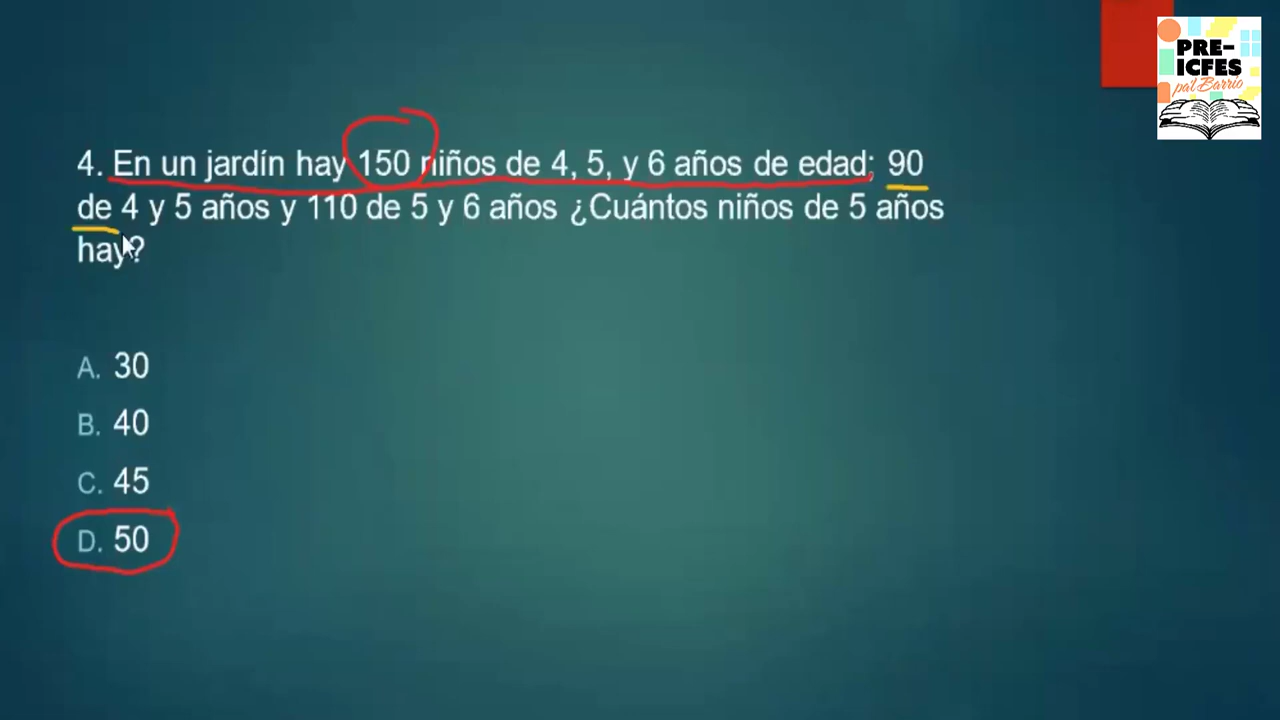 PRE-
ICFES
pa'l Barrio
4. En un jardín hay 150 niños de 4, 5, y 6 años de edad; 90
de 4 y 5 años y 110 de 5 y 6 años ¿Cuántos niños de 5 años
hay?
A. 30
B. 40
C. 45
D. 50